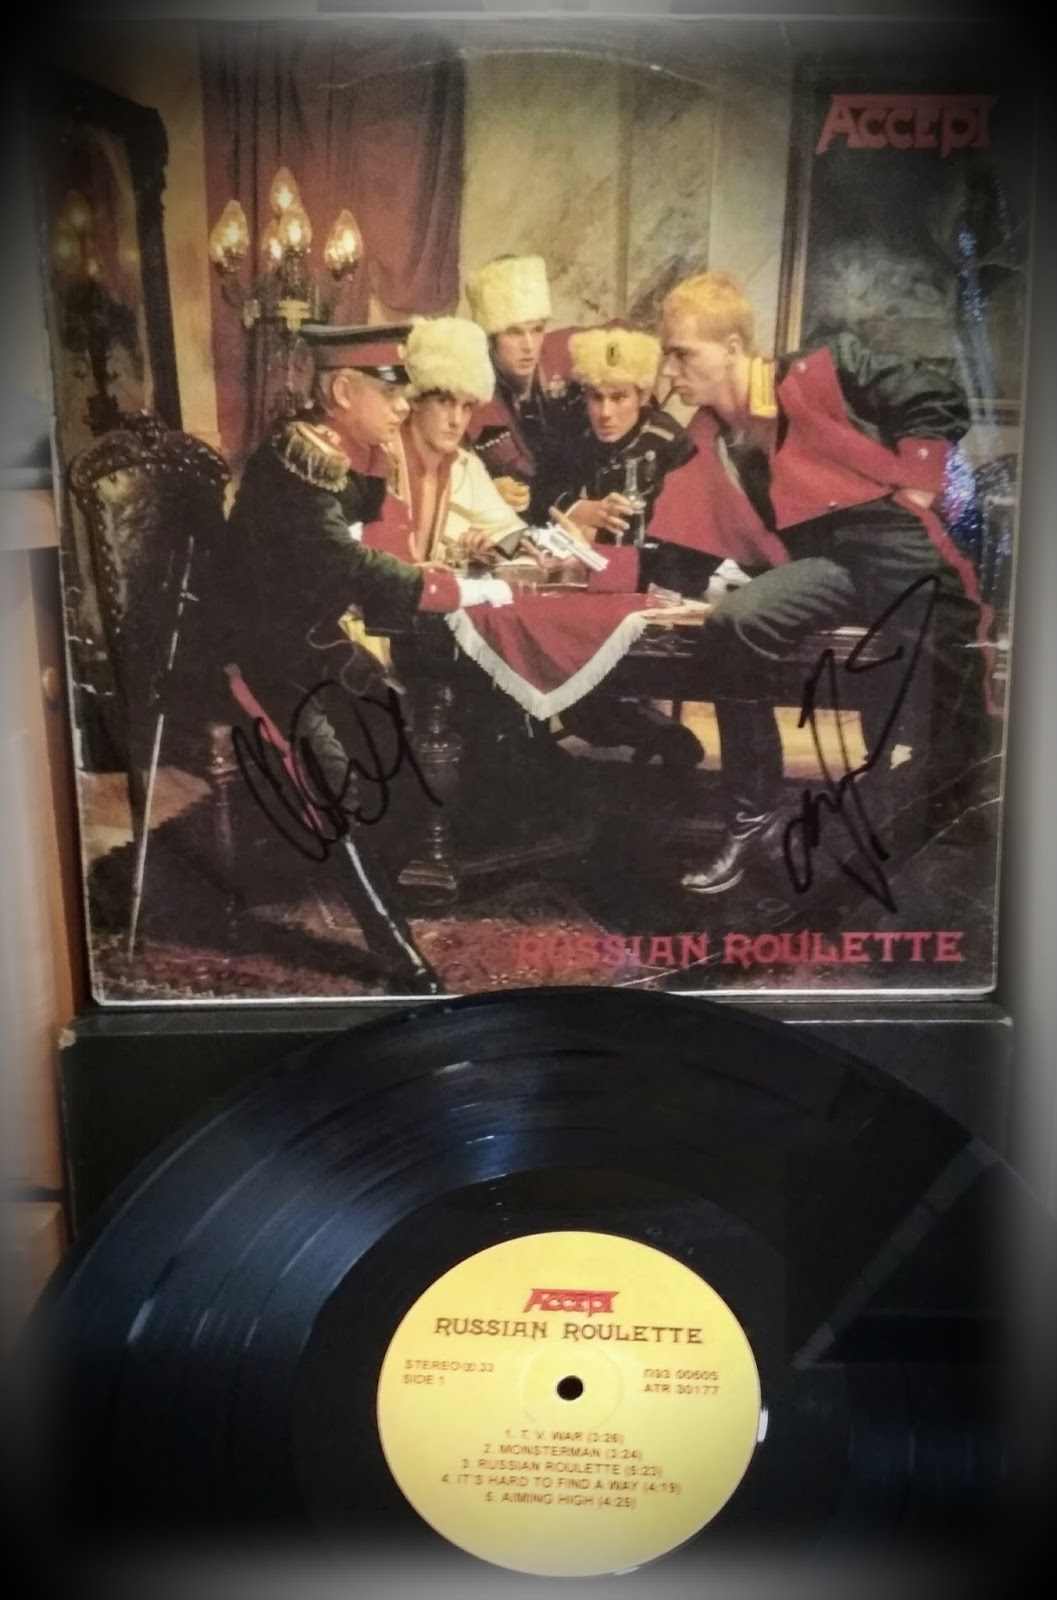 ACCEPT
RUSSIAN ROULETTE
ACCEPT
RUSSIAN ROULETTE
STEREO 33
SIDE 1
П93 00605
ATR 30177
1. T. V. WAR (3:26)
2. MONSTERMAN (3:24)
3. RUSSIAN ROULETTE (5:23)
4. IT'S HARD TO FIND A WAY (4:19)
5. AIMING HIGH (4:25)